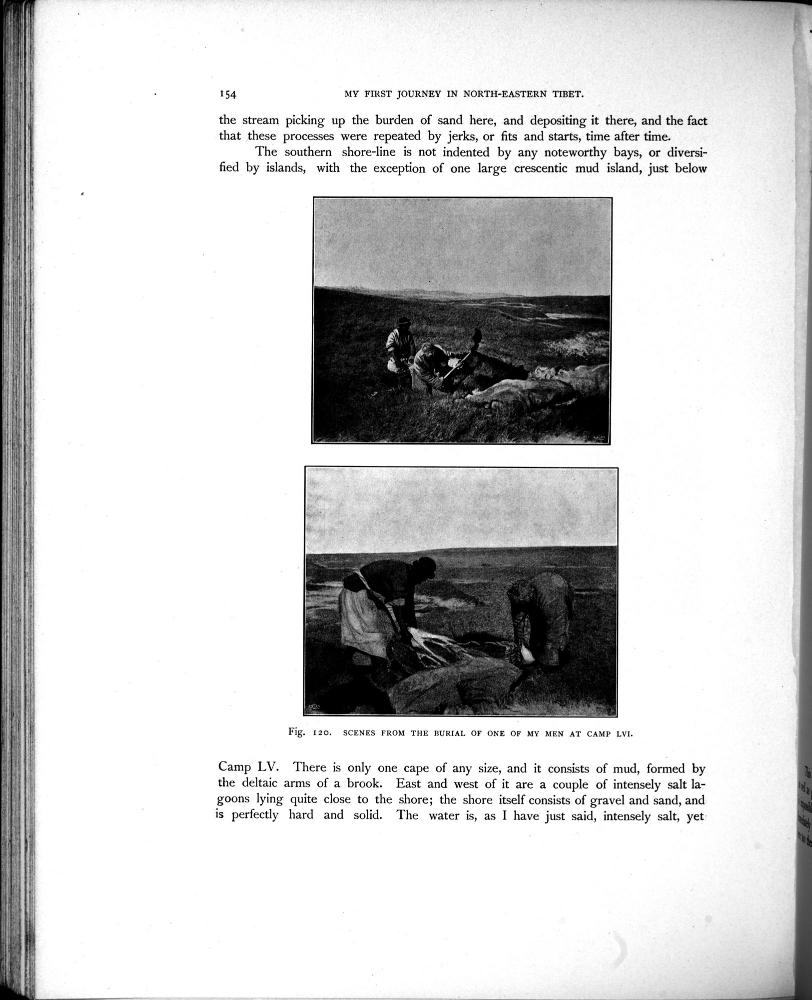 154 MY FIRST JOURNEY IN NORTH-EASTERN TIBET.
the stream picking up the burden of sand here, and depositing it there, and the fact
that these processes were repeated by jerks, or fits and starts, time after time.
The southern shore-line is not indented by any noteworthy bays, or diversi-
fied by islands, with the exception of one large crescentic mud island, just below
Fig. 120. SCENES FROM THE BURIAL OF ONE OF MY MEN AT CAMP LVI.
Camp LV. There is only one cape of any size, and it consists of mud, formed by
the deltaic arms of a brook. East and west of it are a couple of intensely salt la-
goons lying quite close to the shore; the shore itself consists of gravel and sand, and
is perfectly hard and solid. The water is, as I have just said, intensely salt, yet